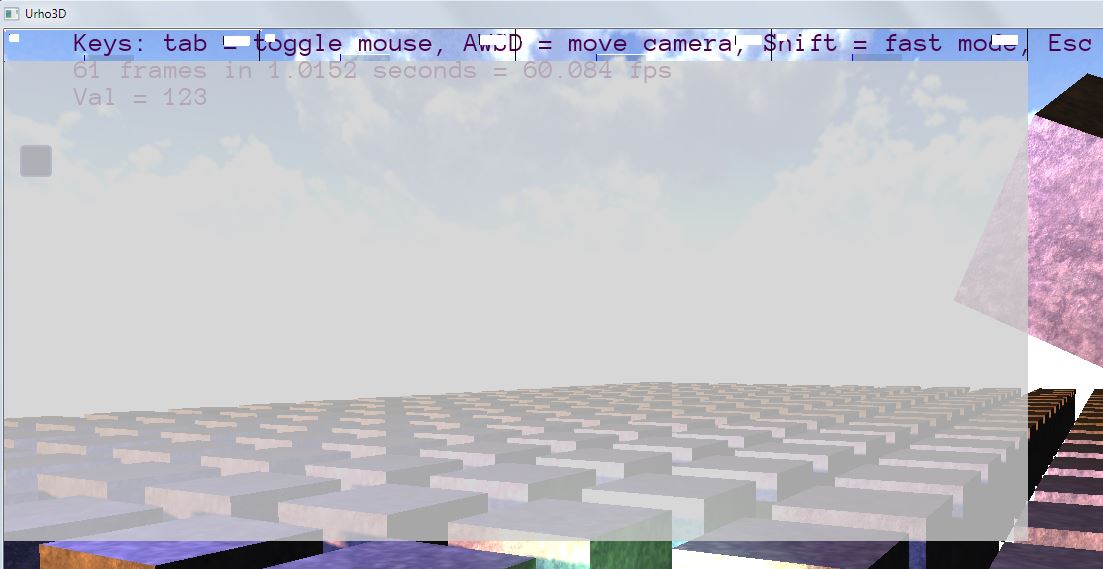 Urho3D
Keys: tab = toggle mouse, AWSD = move camera, Shift = fast mode, Esc
61 frames in 1.0152 seconds = 60.084 fps
Val = 123